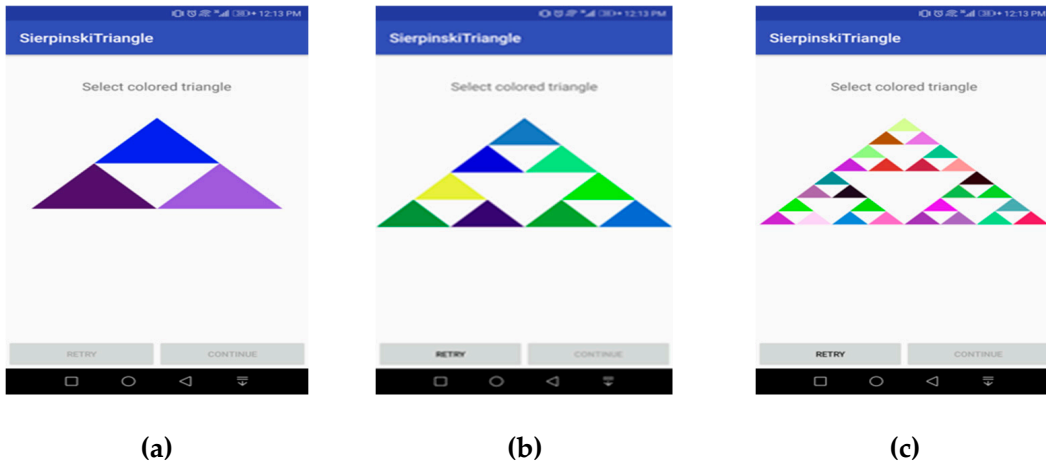 12:13 PM
SierpinskiTriangle
Select colored triangle
RETRY CONTINUE
(a)
12:13 PM
SierpinskiTriangle
Select colored triangle
RETRY CONTINUE
(b)
12:13 PM
SierpinskiTriangle
Select colored triangle
RETRY CONTINUE
(c)